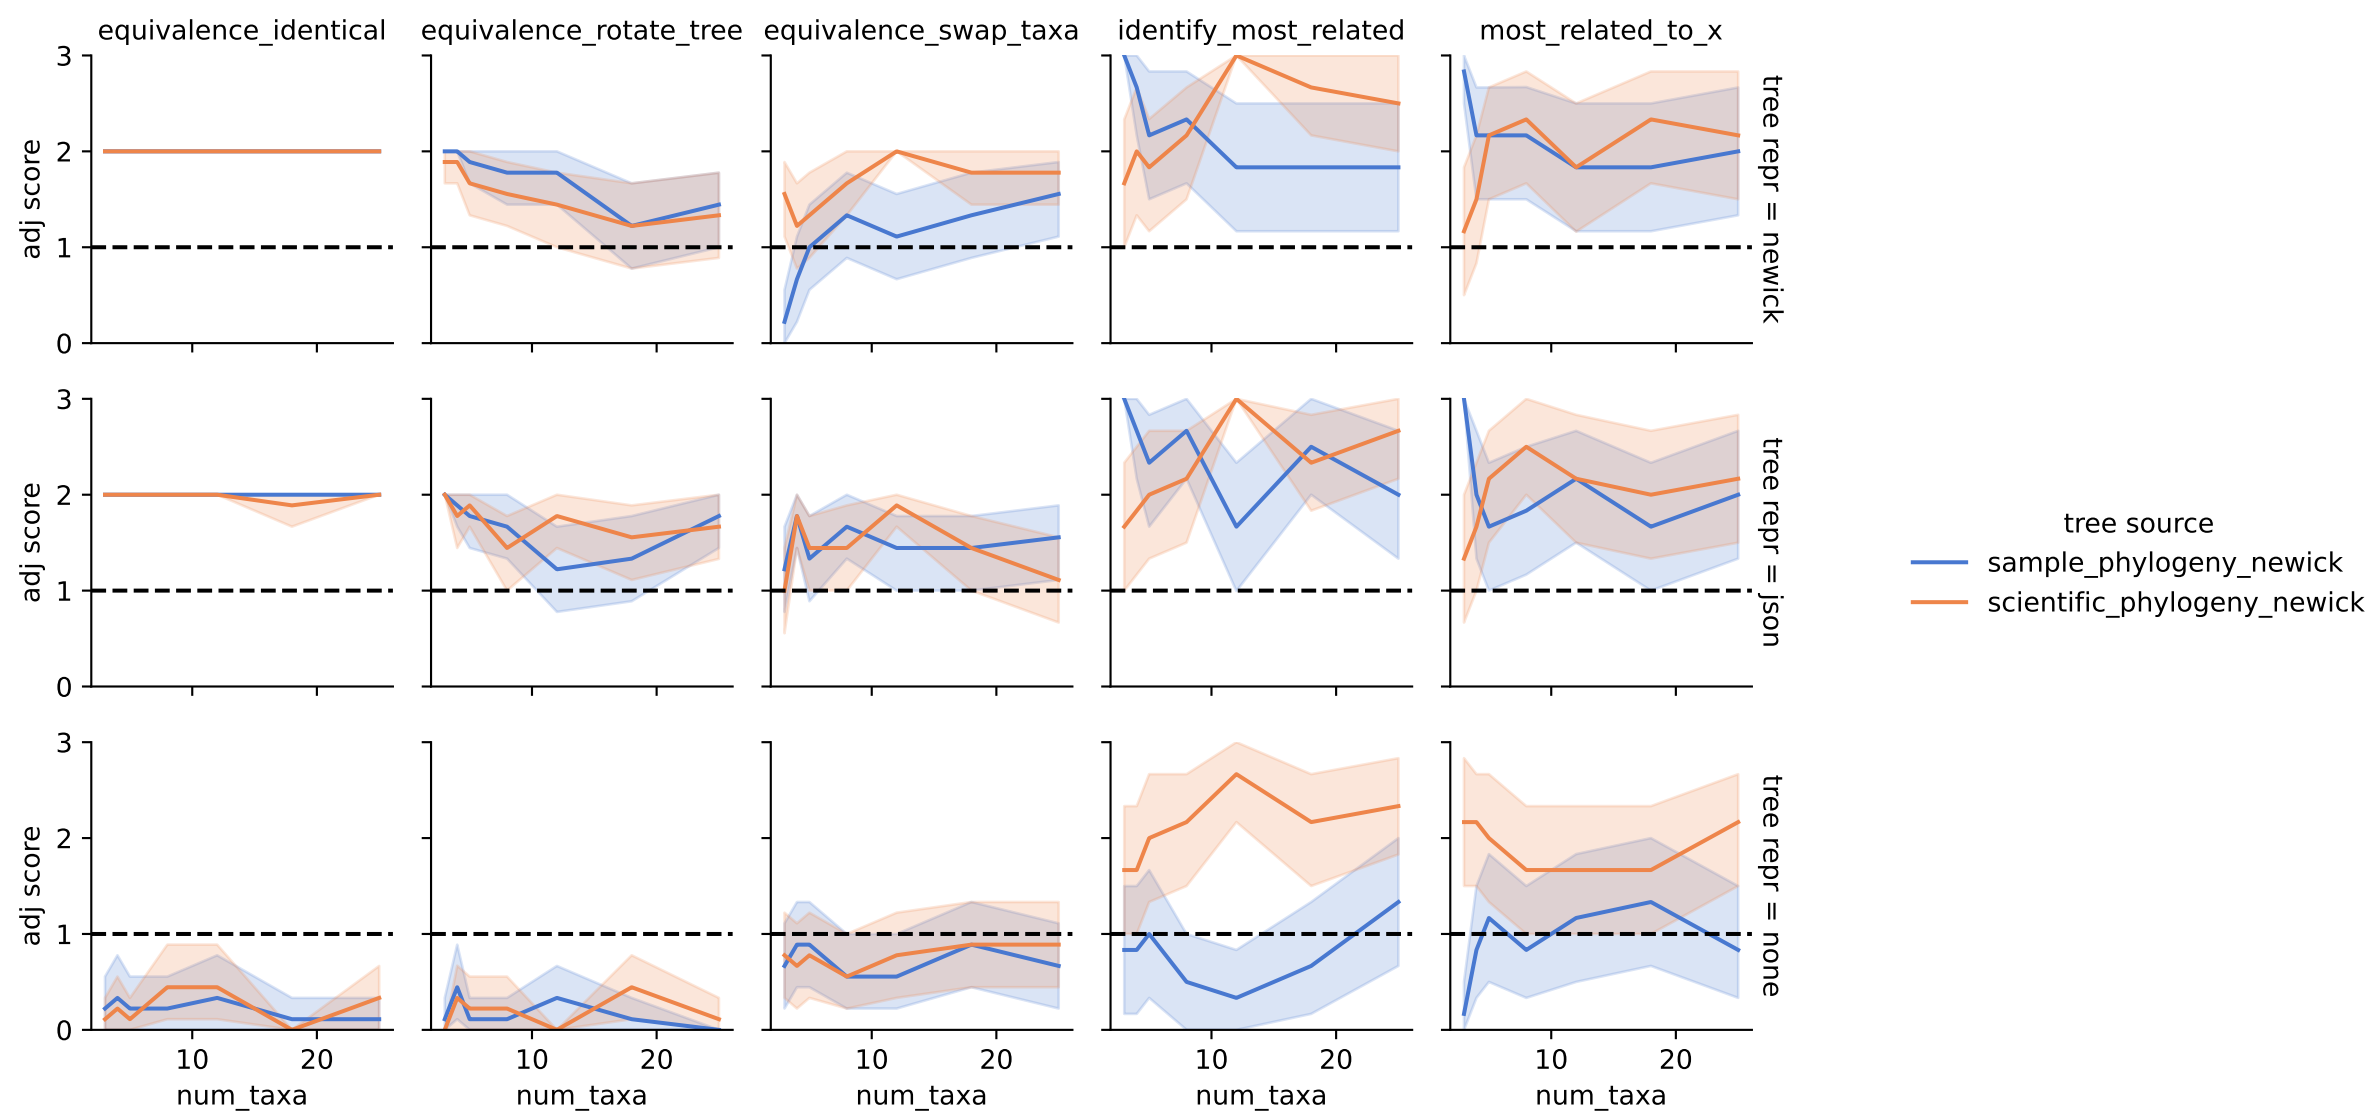 equivalence_identical
equivalence_rotate_tree
equivalence_swap_taxa
identify_most_related
most_related_to_x
3
2
1
0
adj score
tree repr = newick
3
2
1
0
adj score
tree repr = json
3
2
1
0
adj score
tree repr = none
10 20
num_taxa
10 20
num_taxa
10 20
num_taxa
10 20
num_taxa
10 20
num_taxa
tree source
sample_phylogeny_newick
scientific_phylogeny_newick